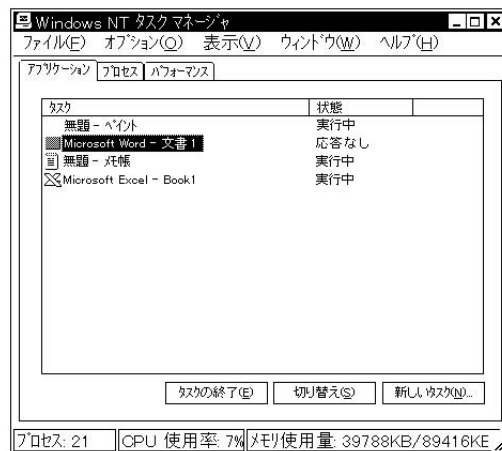 Windows NT タスク マネージャ
ファイル(F) オプション(O) 表示(V) ウィンドウ(W) ヘルプ(H)
アプリケーション プロセス パフォーマンス
タスク 状態
無題 - ペイント 実行中
Microsoft Word - 文書 1 応答なし
無題 - メモ帳 実行中
Microsoft Excel - Book1 実行中
タスクの終了(E) 切り替え(S) 新しいタスク(N)...
プロセス: 21 CPU 使用率: 7% メモリ使用量: 39788KB/89416KE